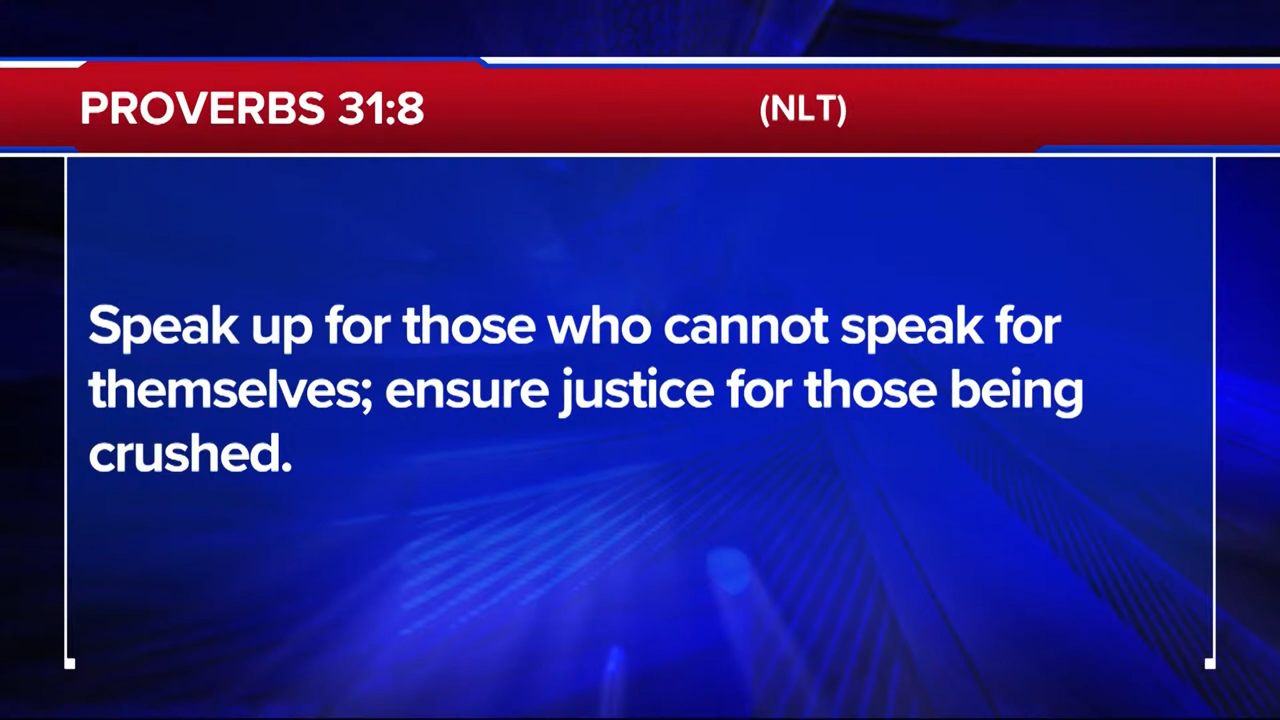 PROVERBS 31:8 (NLT)
Speak up for those who cannot speak for
themselves; ensure justice for those being
crushed.